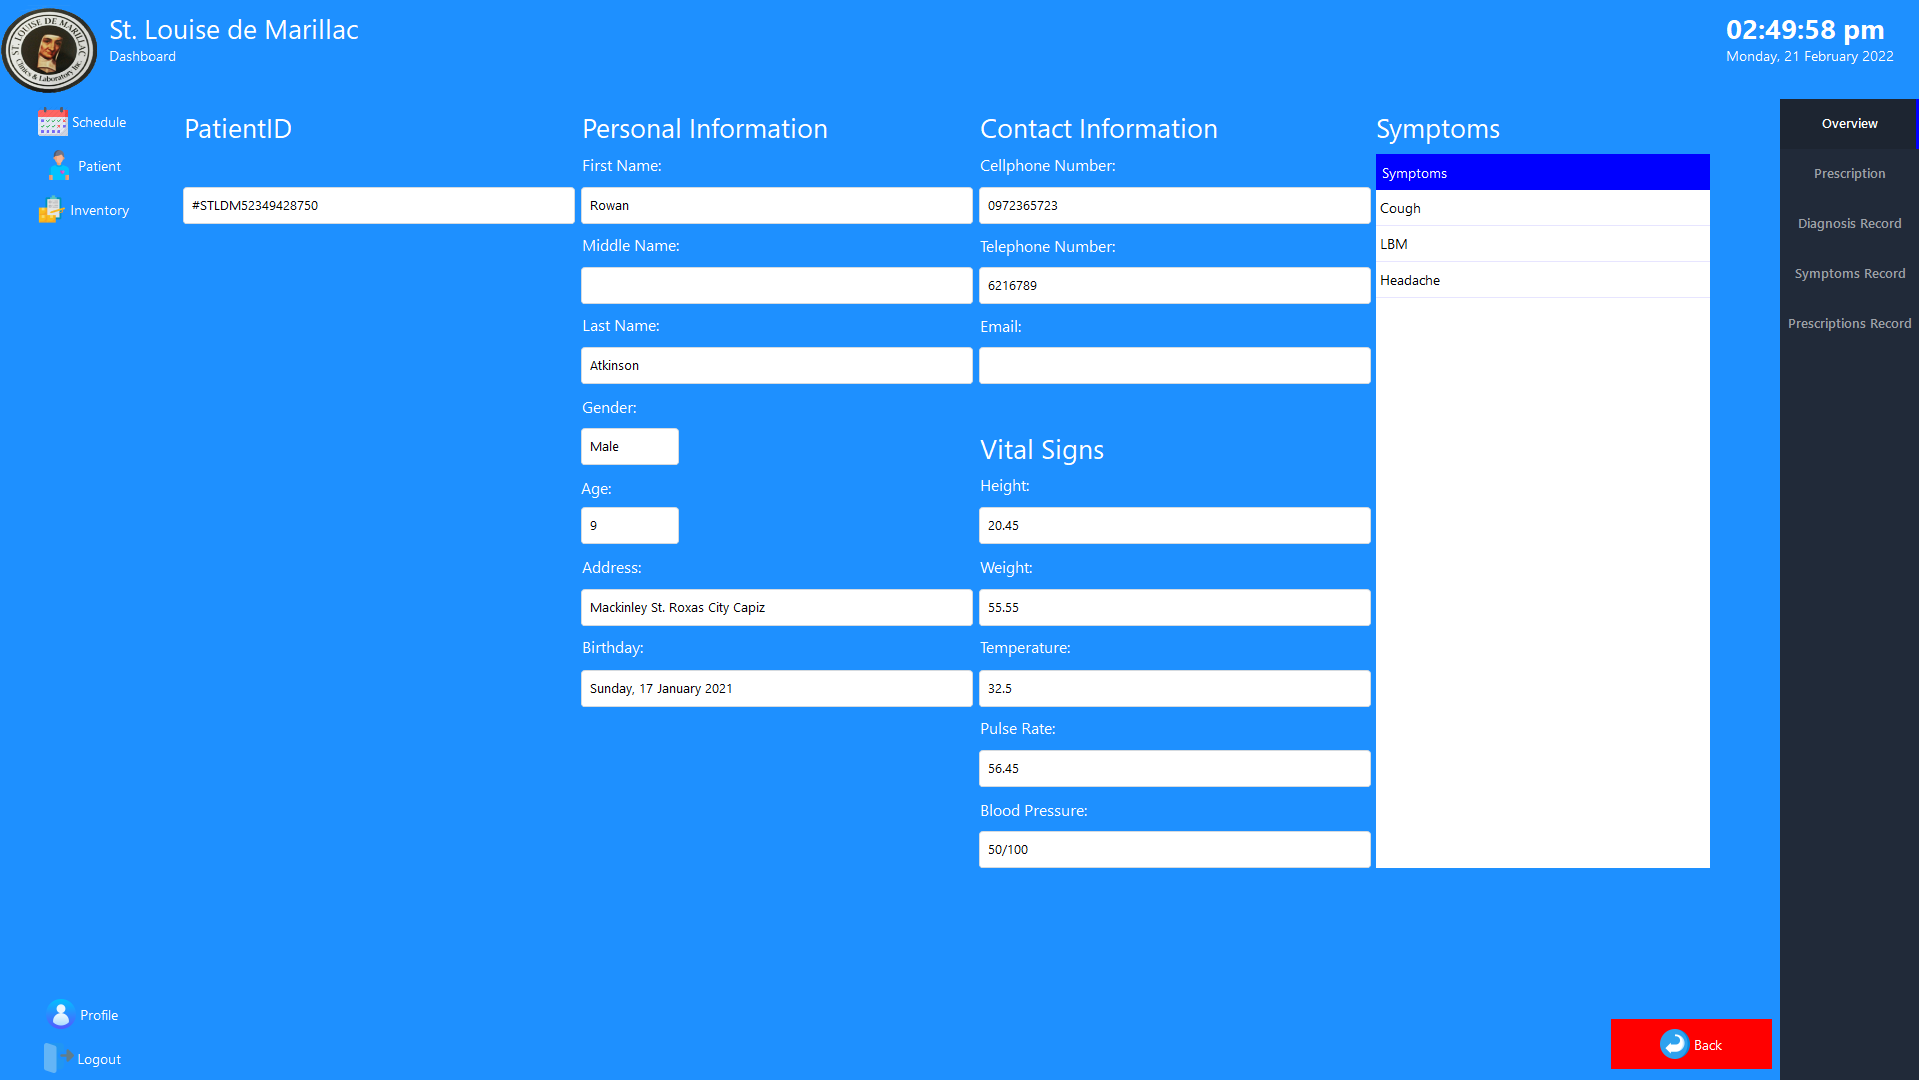 ST. LOUISE DE MARILLAC
Clinics & Laboratory Inc.
St. Louise de Marillac
Dashboard
02:49:58 pm
Monday, 21 February 2022
Schedule
Patient
Inventory
PatientID
#STLDM52349428750
Personal Information
First Name:
Rowan
Middle Name:
Last Name:
Atkinson
Gender:
Male
Age:
9
Address:
Mackinley St. Roxas City Capiz
Birthday:
Sunday, 17 January 2021
Contact Information
Cellphone Number:
0972365723
Telephone Number:
6216789
Email:
Vital Signs
Height:
20.45
Weight:
55.55
Temperature:
32.5
Pulse Rate:
56.45
Blood Pressure:
50/100
Symptoms
Symptoms
Cough
LBM
Headache
Overview
Prescription
Diagnosis Record
Symptoms Record
Prescriptions Record
Profile
Logout
Back